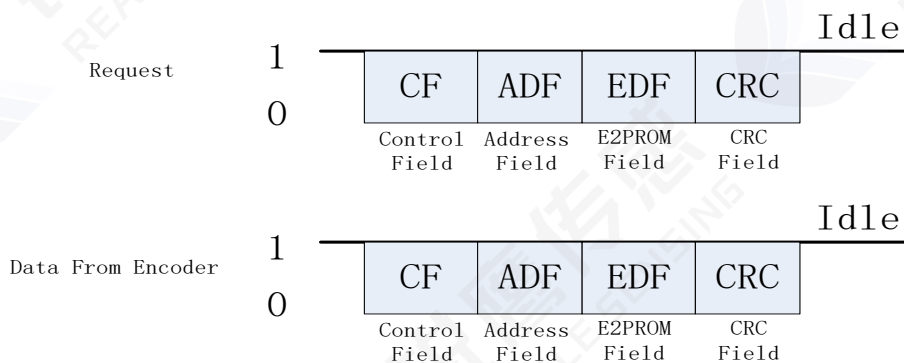 Idle
Request
1
0
CF ADF EDF CRC
Control Address E2PROM CRC
Field Field Field Field
Idle
Data From Encoder
1
0
CF ADF EDF CRC
Control Address E2PROM CRC
Field Field Field Field